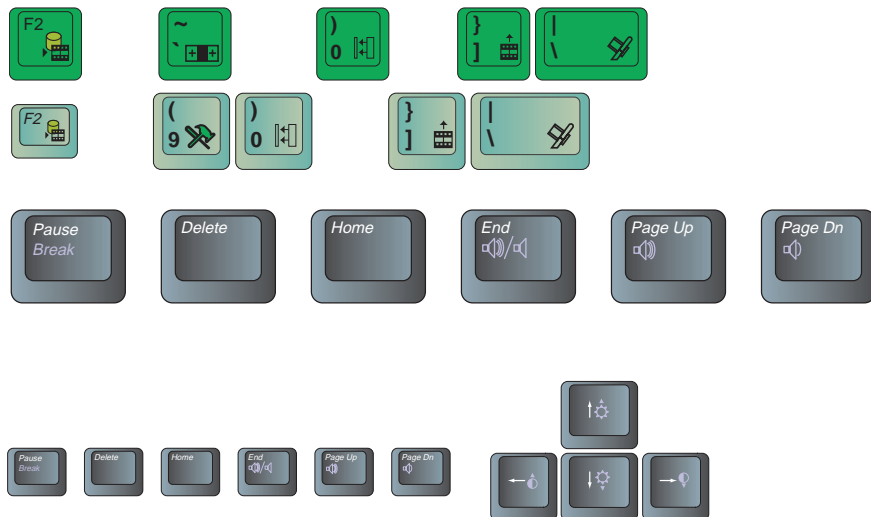 F2 ~ ) } |
` 0 ] \
F2 ( ) } |
9 0 ] \
Pause Delete Home End Page Up Page Dn
Break
Pause Delete Home End Page Up Page Dn
Break